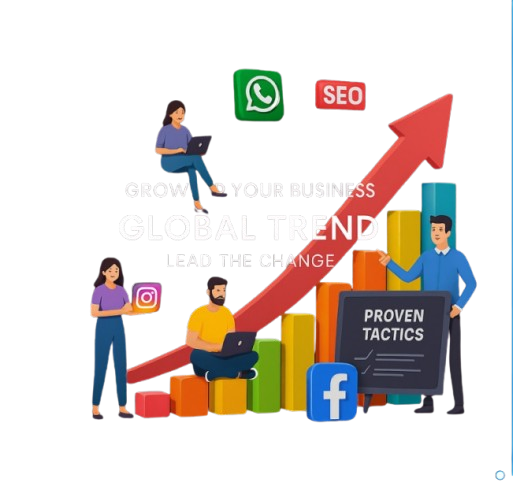 SEO
GROW YOUR BUSINESS
GLOBAL TREND
LEAD THE CHANGE
PROVEN
TACTICS
f